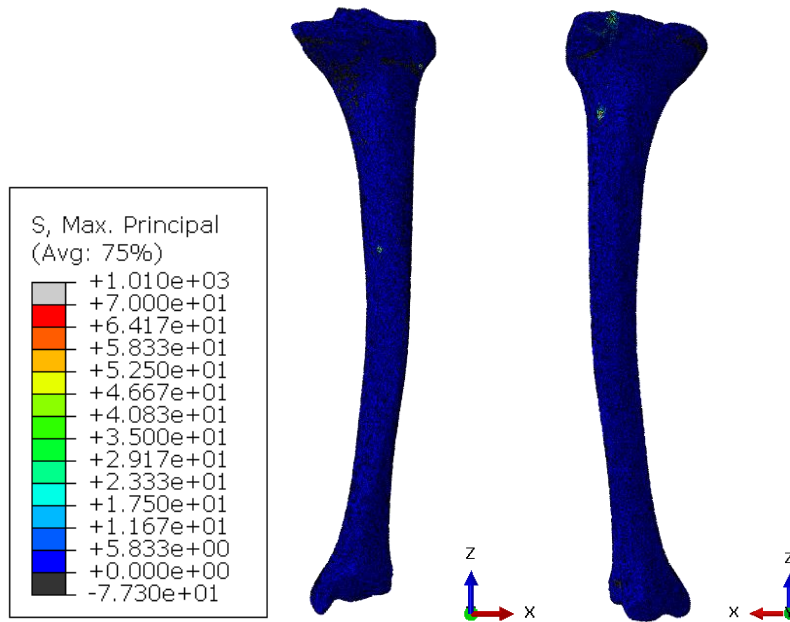 S, Max. Principal
(Avg: 75%)
+1.010e+03
+7.000e+01
+6.417e+01
+5.833e+01
+5.250e+01
+4.667e+01
+4.083e+01
+3.500e+01
+2.917e+01
+2.333e+01
+1.750e+01
+1.167e+01
+5.833e+00
+0.000e+00
-7.730e+01
Z
X
Z
X